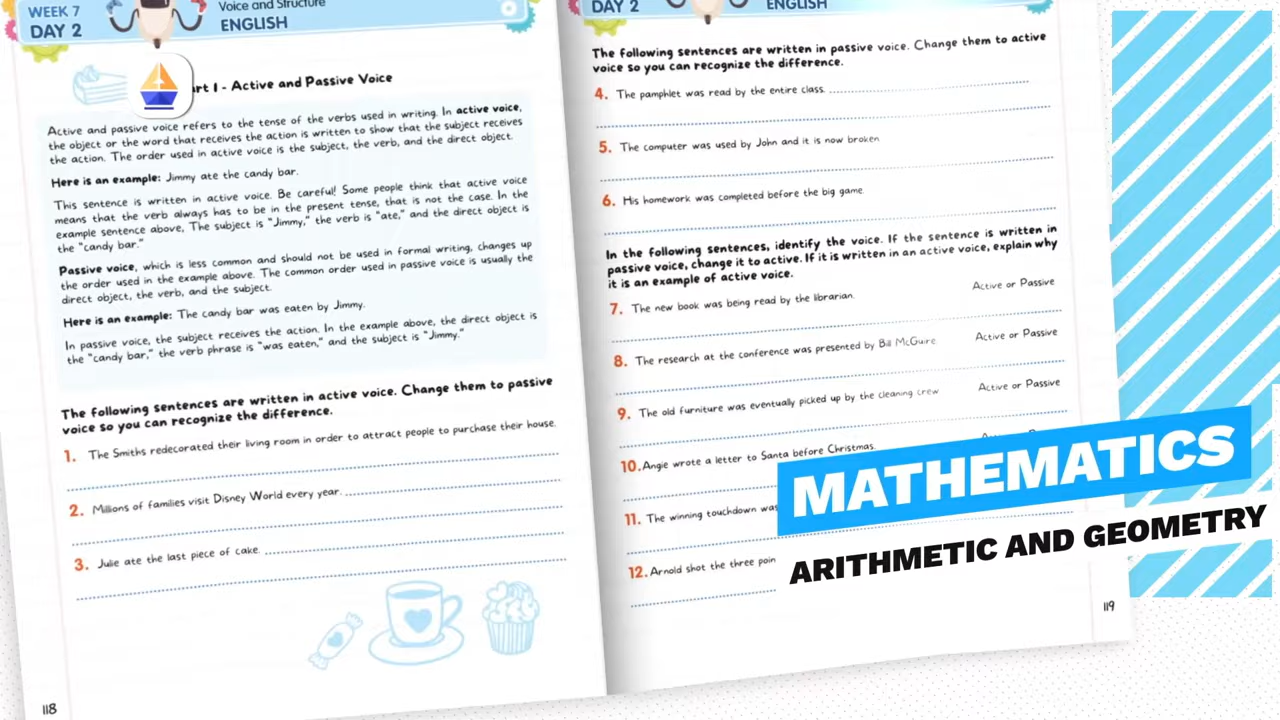 WEEK 7
DAY 2
Voice and Structure
ENGLISH
rt 1 - Active and Passive Voice
Active and passive voice refers to the tense of the verbs used in writing. In active voice,
the object or the word that receives the action is written to show that the subject receives
the action. The order used in active voice is the subject, the verb, and the direct object.
Here is an example: Jimmy ate the candy bar.
This sentence is written in active voice. Be careful! Some people think that active voice
means that the verb always has to be in the present tense, that is not the case. In the
example sentence above, The subject is "Jimmy," the verb is "ate," and the direct object is
the "candy bar."
Passive voice, which is less common and should not be used in formal writing, changes up
the order used in the example above. The common order used in passive voice is usually the
direct object, the verb, and the subject.
Here is an example: The candy bar was eaten by Jimmy.
In passive voice, the subject receives the action. In the example above, the direct object is
the "candy bar," the verb phrase is "was eaten," and the subject is "Jimmy."
The following sentences are written in active voice. Change them to passive
voice so you can recognize the difference.
1. The Smiths redecorated their living room in order to attract people to purchase their house.
2. Millions of families visit Disney World every year.
3. Julie ate the last piece of cake.
118
DAY 2
ENGLISH
The following sentences are written in passive voice. Change them to active
voice so you can recognize the difference.
4. The pamphlet was read by the entire class.
5. The computer was used by John and it is now broken
6. His homework was completed before the big game.
In the following sentences, identify the voice. If the sentence is written in
passive voice, change it to active. If it is written in an active voice, explain why
it is an example of active voice.
7. The new book was being read by the librarian. Active or Passive
8. The research at the conference was presented by Bill McGuire Active or Passive
9. The old furniture was eventually picked up by the cleaning crew Active or Passive
10. Angie wrote a letter to Santa before Christmas.
11. The winning touchdown was
12. Arnold shot the three poin
119
MATHEMATICS
ARITHMETIC AND GEOMETRY